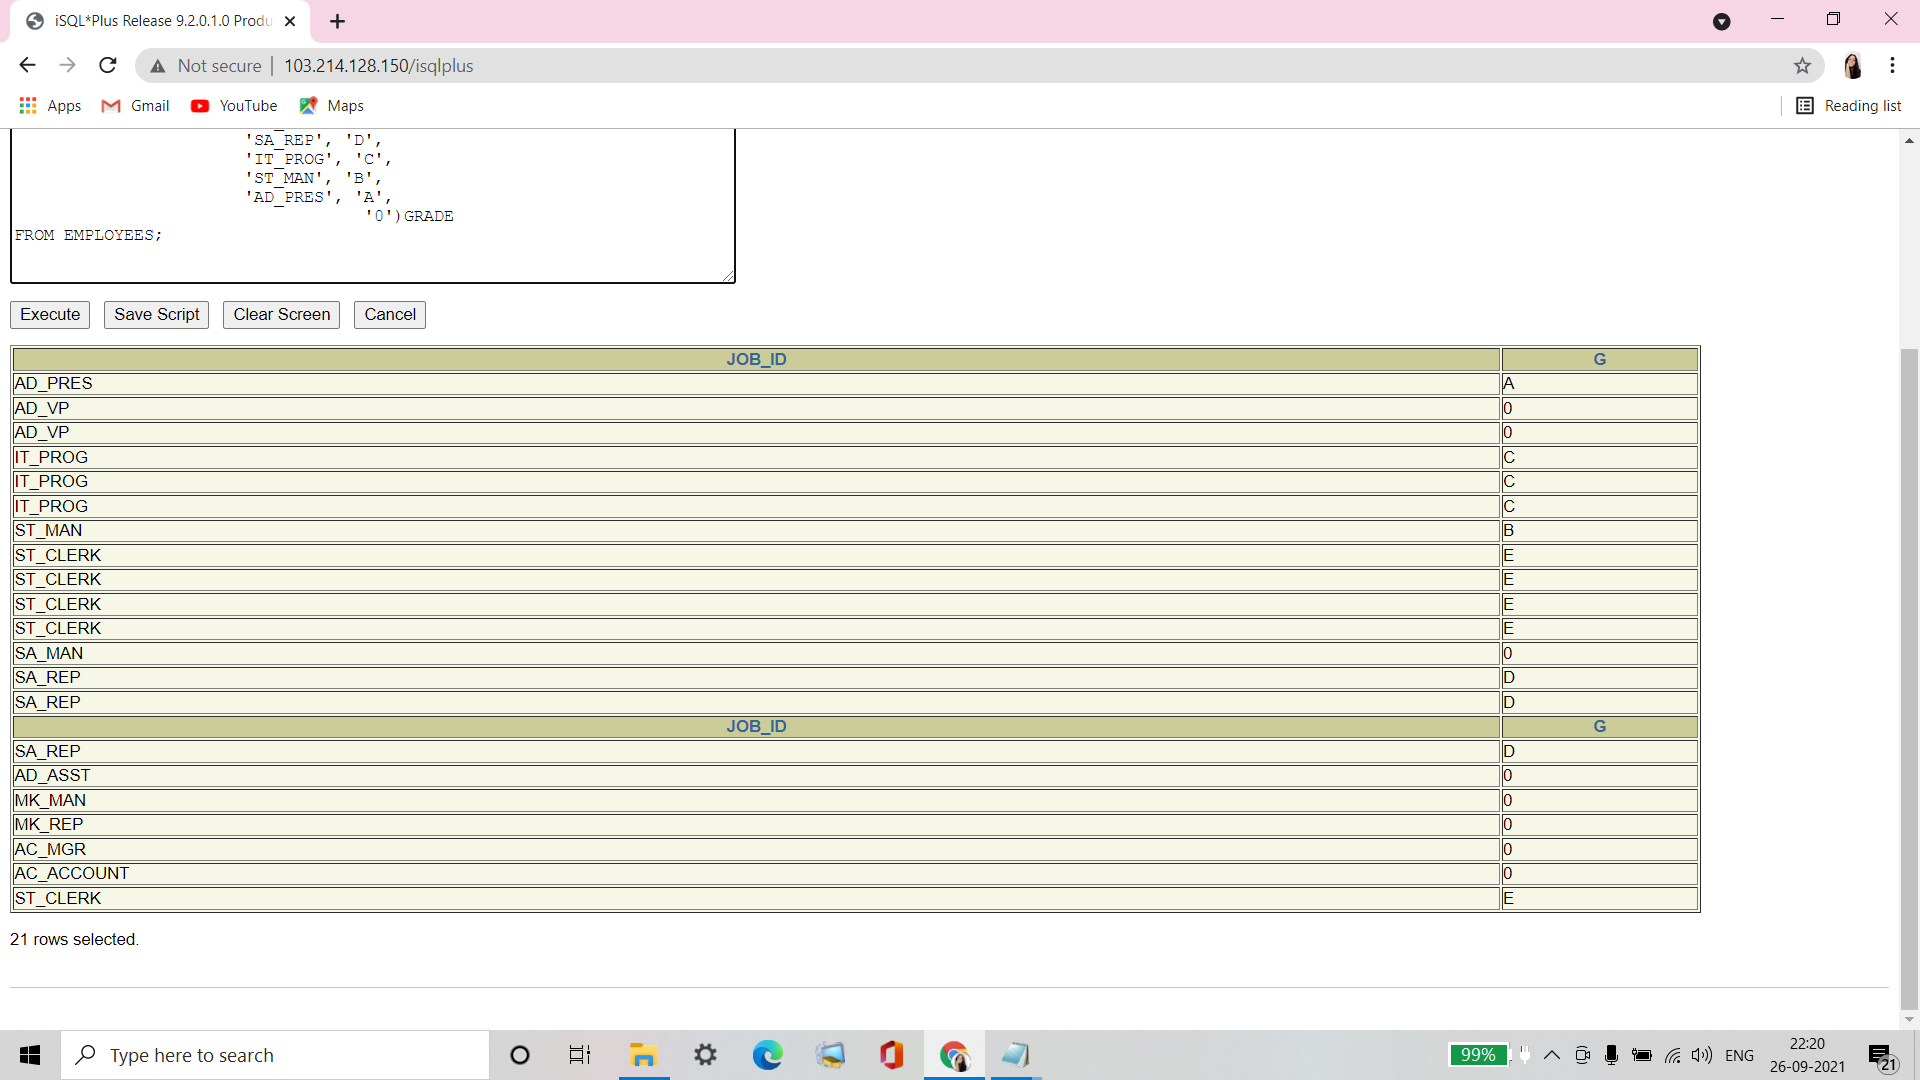 iSQL*Plus Release 9.2.0.1.0 Produ
Not secure | 103.214.128.150/isqlplus
Apps Gmail YouTube Maps Reading list
'SA_REP', 'D',
'IT_PROG', 'C',
'ST_MAN', 'B',
'AD_PRES', 'A',
'0')GRADE
FROM EMPLOYEES;
Execute Save Script Clear Screen Cancel
JOB_ID G
AD_PRES A
AD_VP 0
AD_VP 0
IT_PROG C
IT_PROG C
IT_PROG C
ST_MAN B
ST_CLERK E
ST_CLERK E
ST_CLERK E
ST_CLERK E
SA_MAN 0
SA_REP D
SA_REP D
JOB_ID G
SA_REP D
AD_ASST 0
MK_MAN 0
MK_REP 0
AC_MGR 0
AC_ACCOUNT 0
ST_CLERK E
21 rows selected.
Type here to search
99%
ENG
22:20
26-09-2021
21